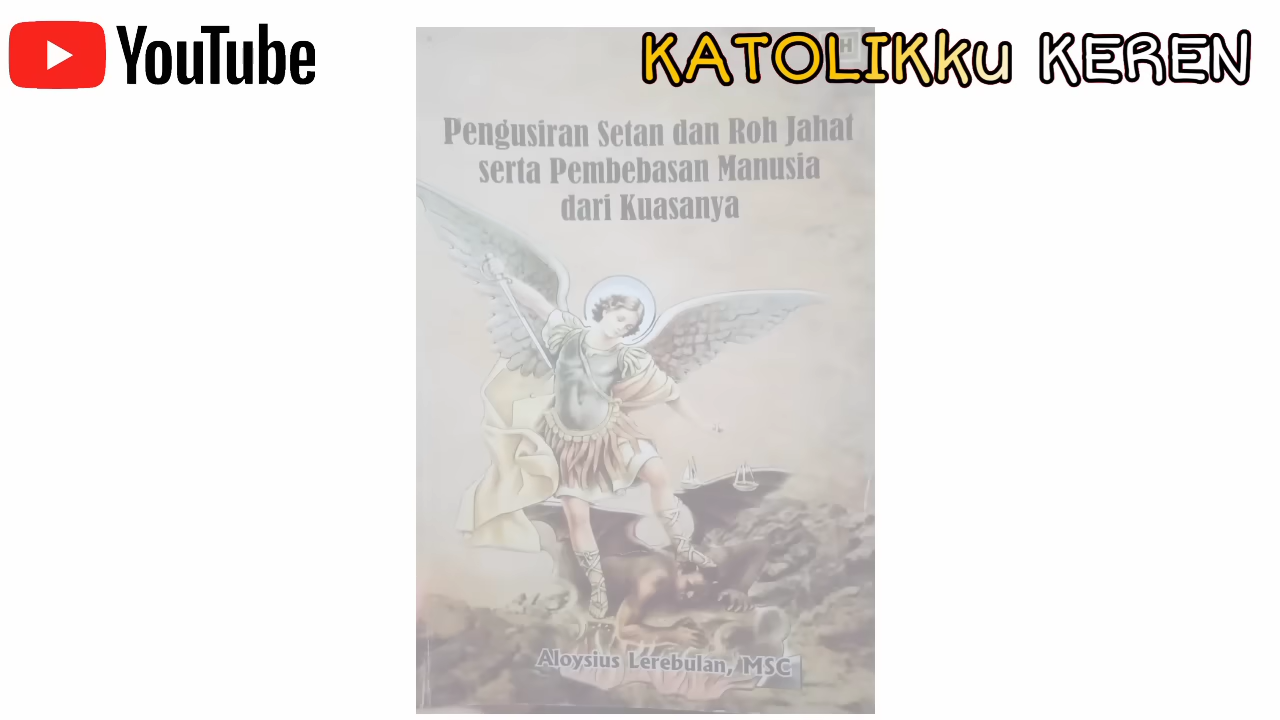 YouTube
KATOLIKku KEREN
H
Pengusiran Setan dan Roh Jahat
serta Pembebasan Manusia
dari Kuasanya
Aloysius Lerebulan, MSC